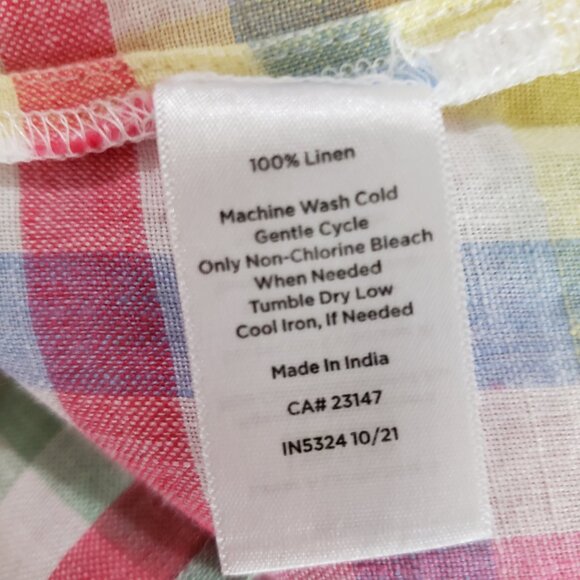 100% Linen
Machine Wash Cold
Gentle Cycle
Only Non-Chlorine Bleach
When Needed
Tumble Dry Low
Cool Iron, If Needed
Made In India
CA# 23147
IN5324 10/21